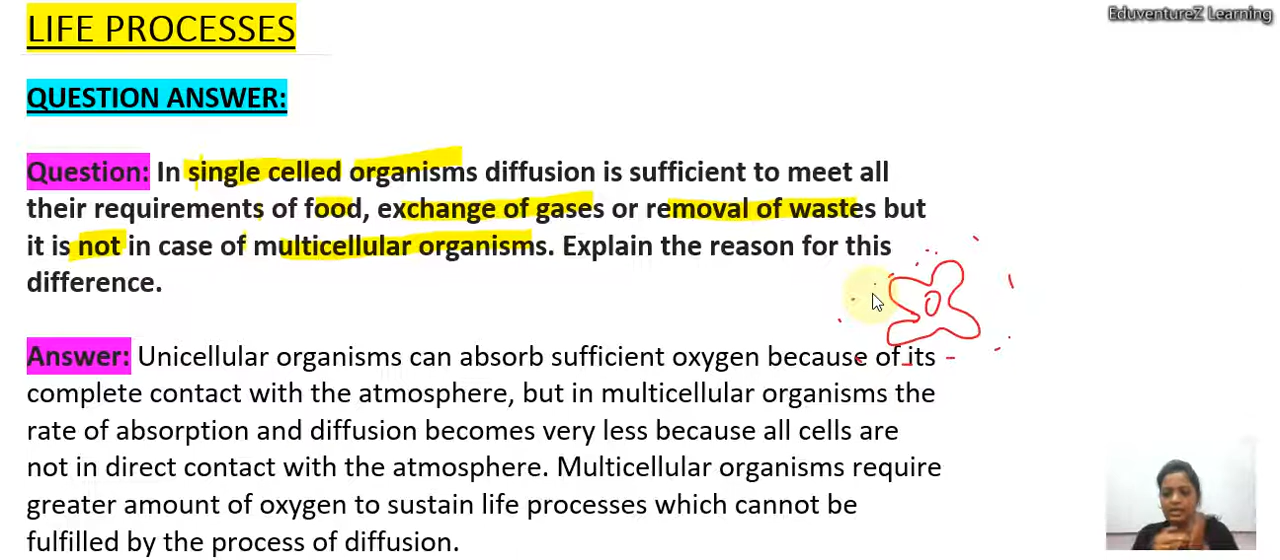 LIFE PROCESSES
EduventureZ Learning
QUESTION ANSWER:
Question: In single celled organisms diffusion is sufficient to meet all
their requirements of food, exchange of gases or removal of wastes but
it is not in case of multicellular organisms. Explain the reason for this
difference.
Answer: Unicellular organisms can absorb sufficient oxygen because of its
complete contact with the atmosphere, but in multicellular organisms the
rate of absorption and diffusion becomes very less because all cells are
not in direct contact with the atmosphere. Multicellular organisms require
greater amount of oxygen to sustain life processes which cannot be
fulfilled by the process of diffusion.